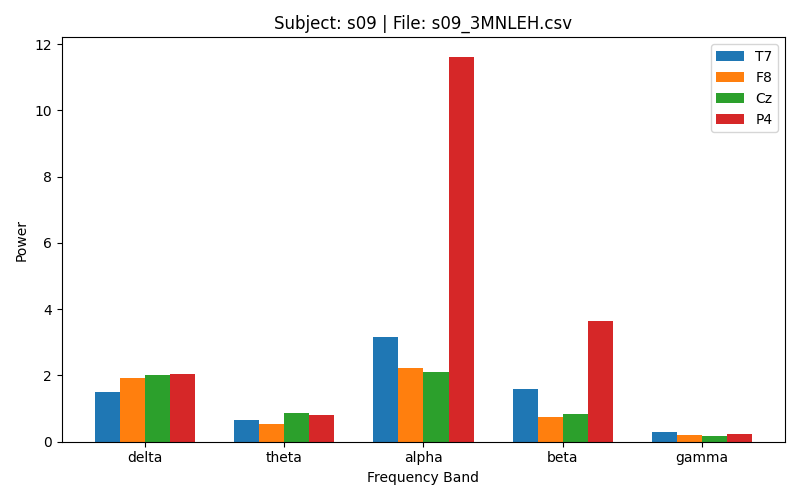 Subject: s09 | File: s09_3MNLEH.csv
12
10
8
6
4
2
0
Power
T7
F8
Cz
P4
delta theta alpha beta gamma
Frequency Band